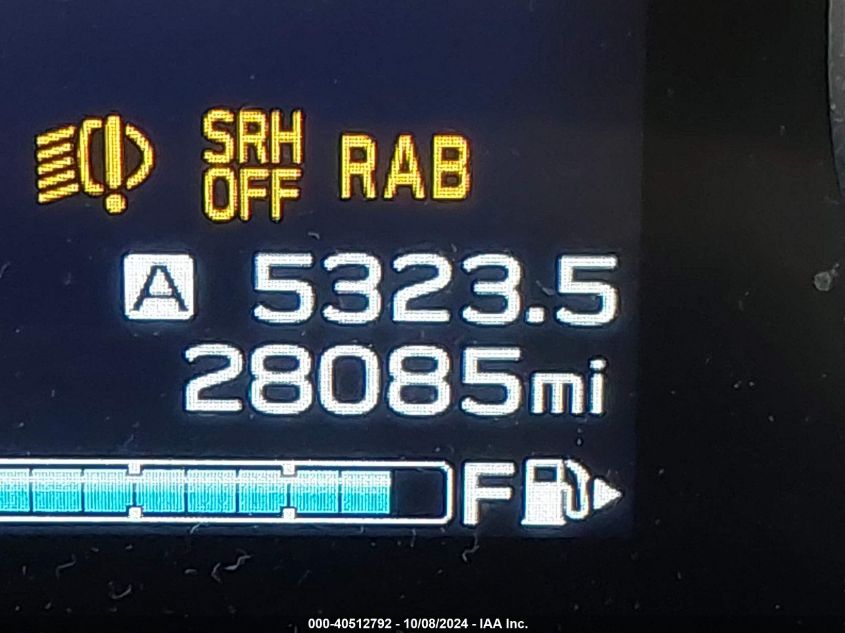 SRH RAB
OFF
A 5323.5
28085mi
F
000-40512792 - 10/08/2024 - IAA Inc.